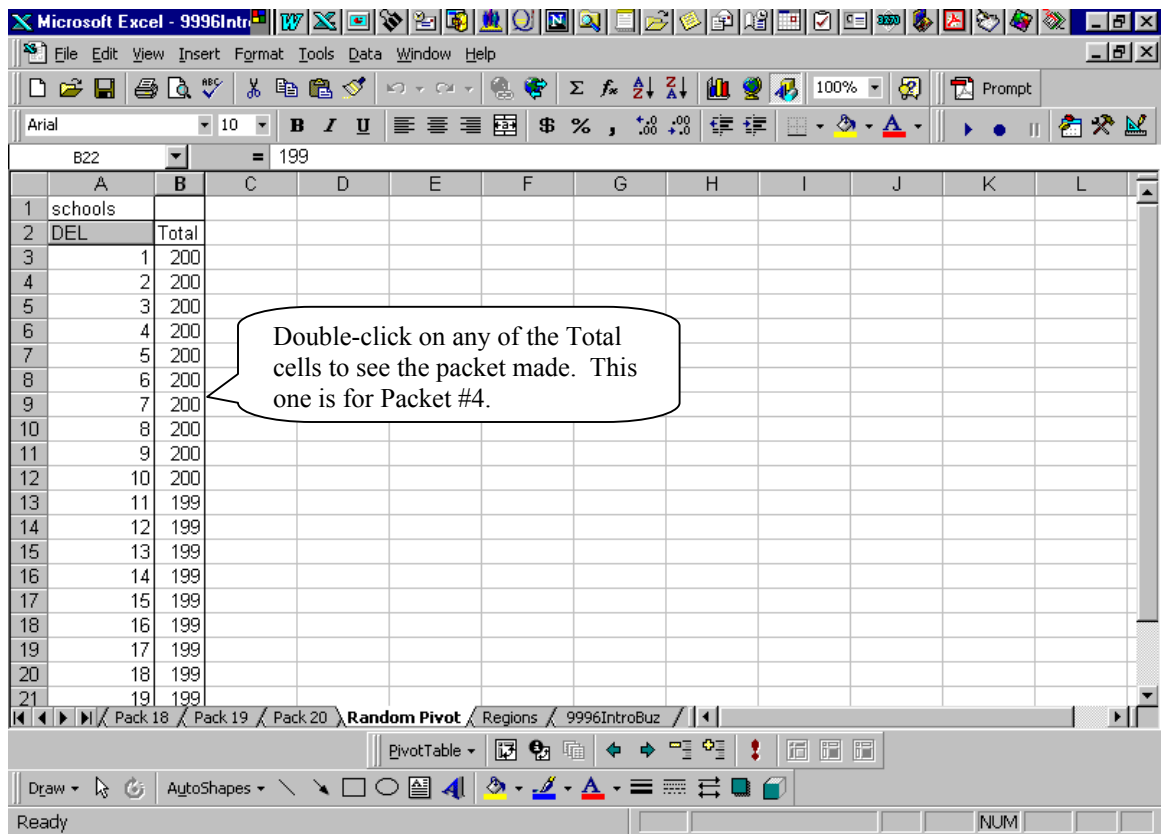 Microsoft Excel - 9996Intr
File Edit View Insert Format Tools Data Window Help
100% Prompt
Arial 10 B I U $ % ,
B22 = 199
A B C D E F G H I J K L
1 schools
2 DEL Total
3 1 200
4 2 200
5 3 200
6 4 200
7 5 200
8 6 200
9 7 200
10 8 200
11 9 200
12 10 200
13 11 199
14 12 199
15 13 199
16 14 199
17 15 199
18 16 199
19 17 199
20 18 199
21 19 199
Double-click on any of the Total
cells to see the packet made. This
one is for Packet #4.
Pack 18 / Pack 19 / Pack 20 \ Random Pivot / Regions / 9996IntroBuz /
PivotTable
Draw AutoShapes
Ready NUM